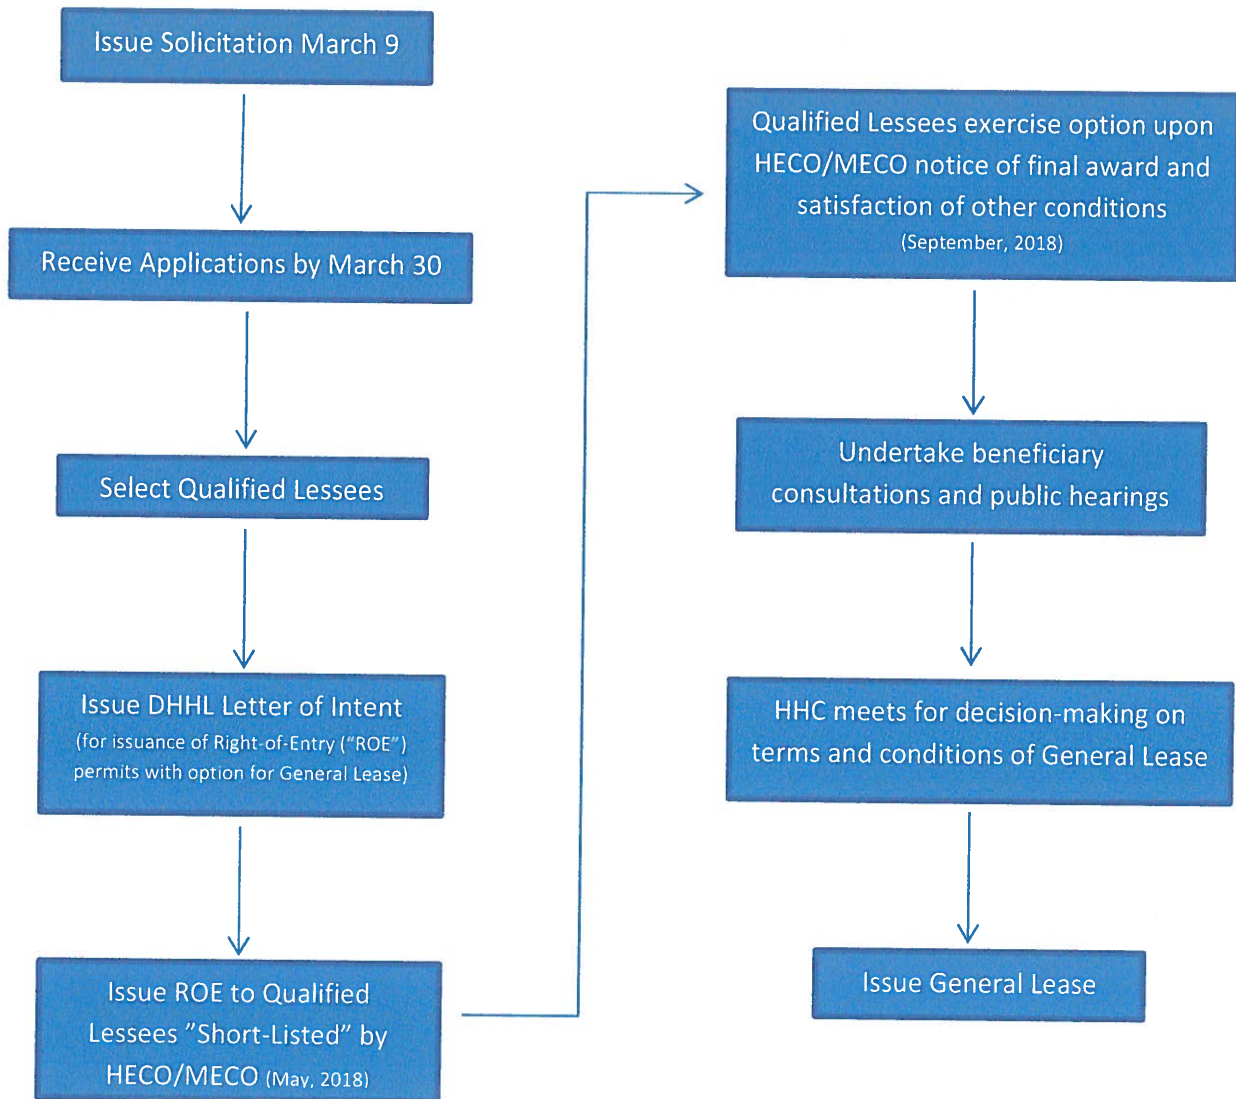 Issue Solicitation March 9
Receive Applications by March 30
Select Qualified Lessees
Issue DHHL Letter of Intent
(for issuance of Right-of-Entry (“ROE”)
permits with option for General Lease)
Issue ROE to Qualified
Lessees ”Short-Listed” by
HECO/MECO (May, 2018)
Qualified Lessees exercise option upon
HECO/MECO notice of final award and
satisfaction of other conditions
(September, 2018)
Undertake beneficiary
consultations and public hearings
HHC meets for decision-making on
terms and conditions of General Lease
Issue General Lease